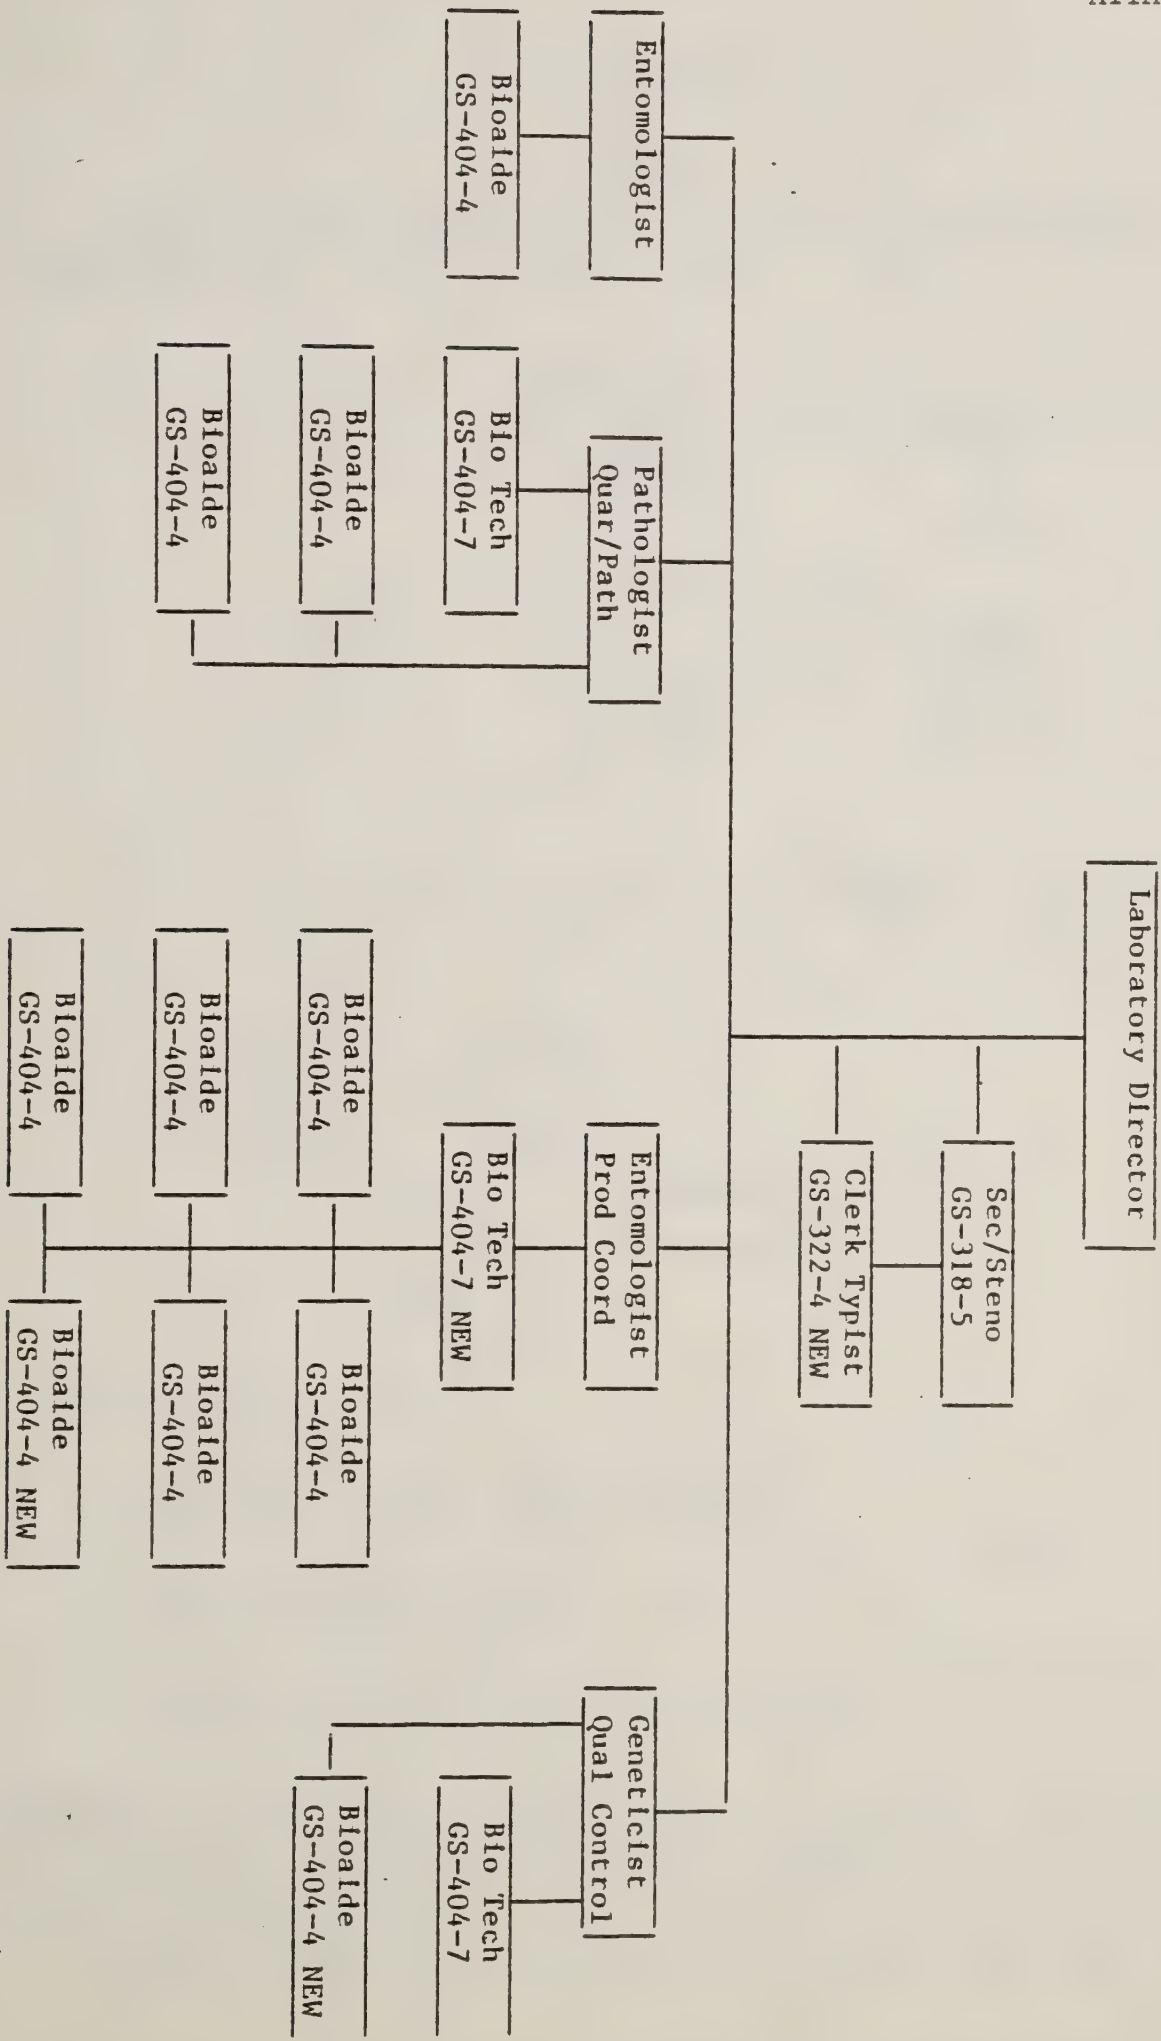 Laboratory Director
Sec/Steno
GS-318-5
Clerk Typist
GS-322-4 NEW
Entomologist
Bioaide
GS-404-4
Pathologist
Quar/Path
Bio Tech
GS-404-7
Bioaide
GS-404-4
Bioaide
GS-404-4
Entomologist
Prod Coord
Bio Tech
GS-404-7 NEW
Bioaide
GS-404-4
Bioaide
GS-404-4
Bioaide
GS-404-4
Bioaide
GS-404-4
Bioaide
GS-404-4
Bioaide
GS-404-4 NEW
Geneticist
Qual Control
Bio Tech
GS-404-7
Bioaide
GS-404-4 NEW